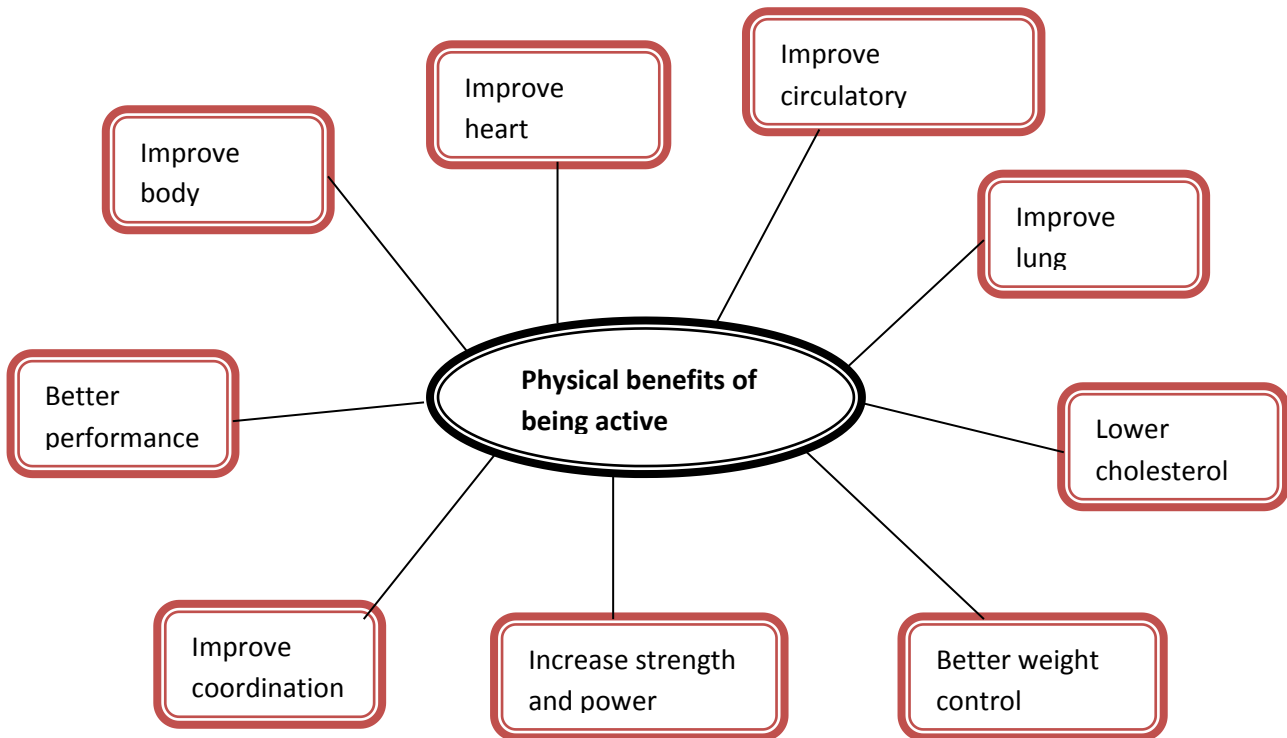 Improve
circulatory
Improve
heart
Improve
body
Improve
lung
Physical benefits of
being active
Better
performance
Lower
cholesterol
Improve
coordination
Increase strength
and power
Better weight
control